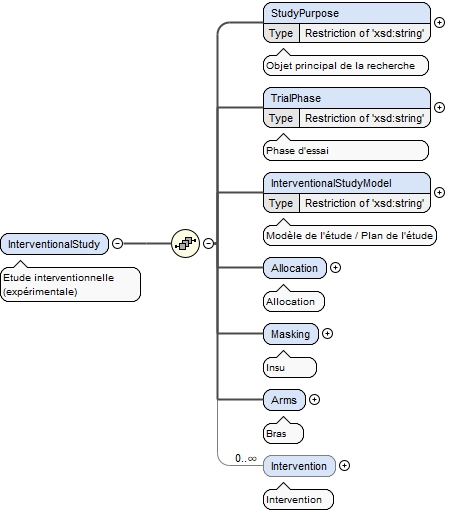 StudyPurpose
Type Restriction of 'xsd:string'
Objet principal de la recherche
TrialPhase
Type Restriction of 'xsd:string'
Phase d'essai
InterventionalStudyModel
Type Restriction of 'xsd:string'
Modèle de l'étude / Plan de l'étude
InterventionalStudy
Etude interventionnelle
(expérimentale)
Allocation
Allocation
Masking
Insu
Arms
Bras
0..∞
Intervention
Intervention